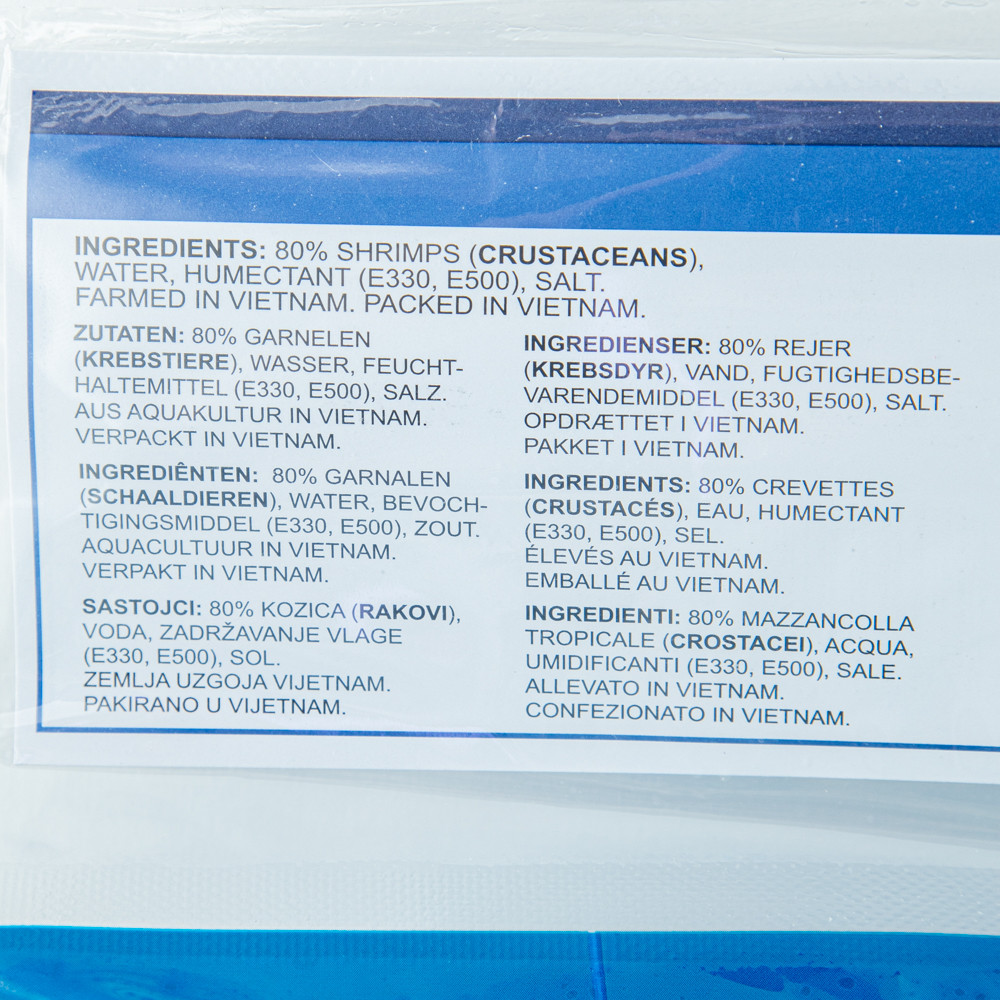 INGREDIENTS: 80% SHRIMPS (CRUSTACEANS),
WATER, HUMECTANT (E330, E500), SALT.
FARMED IN VIETNAM. PACKED IN VIETNAM.
ZUTATEN: 80% GARNELEN
(KREBSTIERE), WASSER, FEUCHT-
HALTEMITTEL (E330, E500), SALZ.
AUS AQUAKULTUR IN VIETNAM.
VERPACKT IN VIETNAM.
INGREDIÊNTEN: 80% GARNALEN
(SCHAALDIEREN), WATER, BEVOCH-
TIGINGSMIDDEL (E330, E500), ZOUT.
AQUACULTUUR IN VIETNAM.
VERPAKT IN VIETNAM.
SASTOJCI: 80% KOZICA (RAKOVI),
VODA, ZADRŽAVANJE VLAGE
(E330, E500), SOL.
ZEMLJA UZGOJA VIJETNAM.
PAKIRANO U VIJETNAM.
INGREDIENSER: 80% REJER
(KREBSDYR), VAND, FUGTIGHEDSBE-
VARENDEMIDDEL (E330, E500), SALT.
OPDRÆTTET I VIETNAM.
PAKKET I VIETNAM.
INGREDIENTS: 80% CREVETTES
(CRUSTACÉS), EAU, HUMECTANT
(E330, E500), SEL.
ÉLEVÉS AU VIETNAM.
EMBALLÉ AU VIETNAM.
INGREDIENTI: 80% MAZZANCOLLA
TROPICALE (CROSTACEI), ACQUA,
UMIDIFICANTI (E330, E500), SALE.
ALLEVATO IN VIETNAM.
CONFEZIONATO IN VIETNAM.